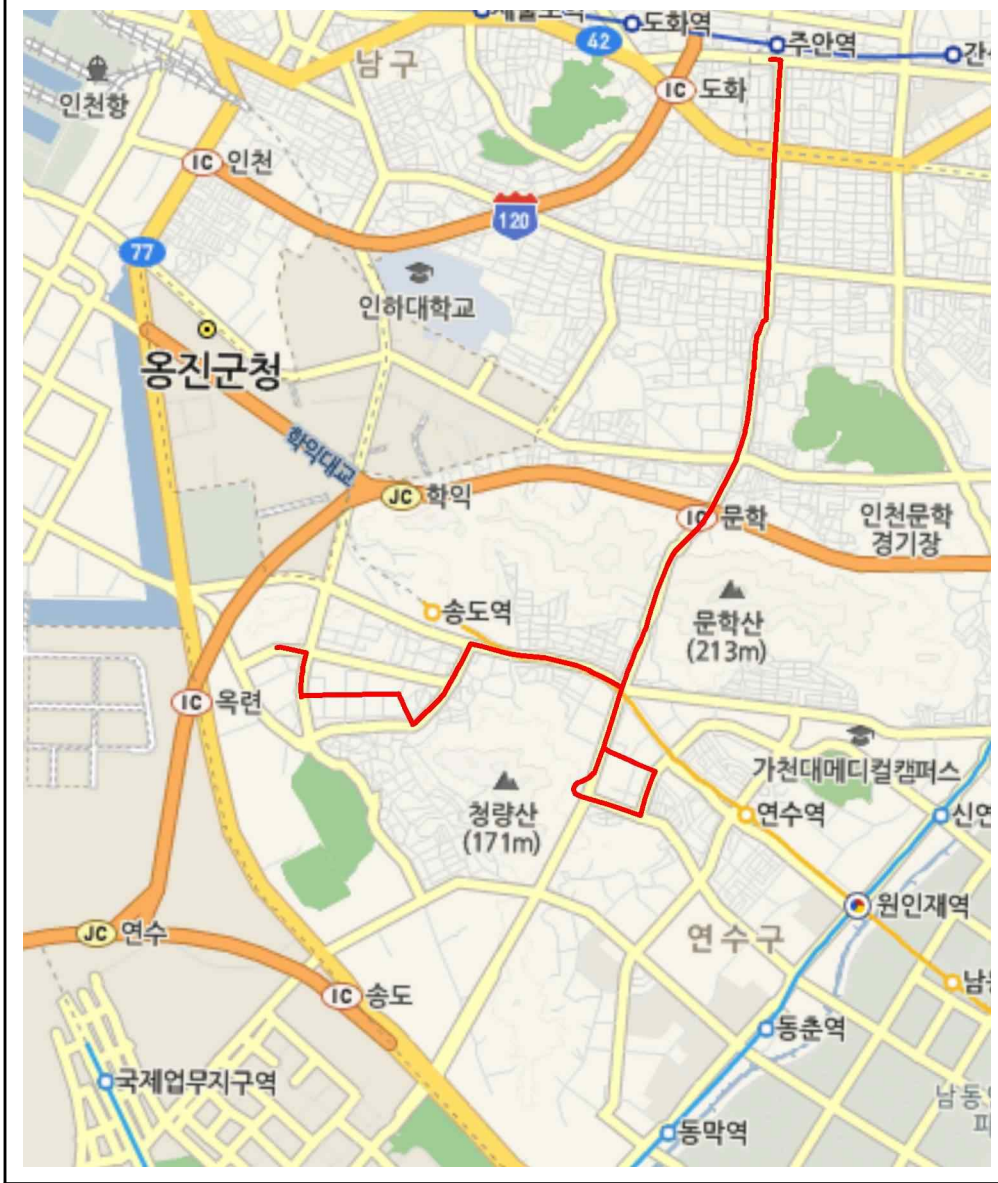 도화역
42
주안역
남구
IC 도화
인천항
IC 인천
120
77
인하대학교
옹진군청
학익대교
JC 학익
IC 문학
인천문학
경기장
송도역
문학산
(213m)
IC 옥련
가천대메디컬캠퍼스
청량산
(171m)
연수역
신연
원인재역
JC 연수
연수구
IC 송도
동춘역
국제업무지구역
동막역